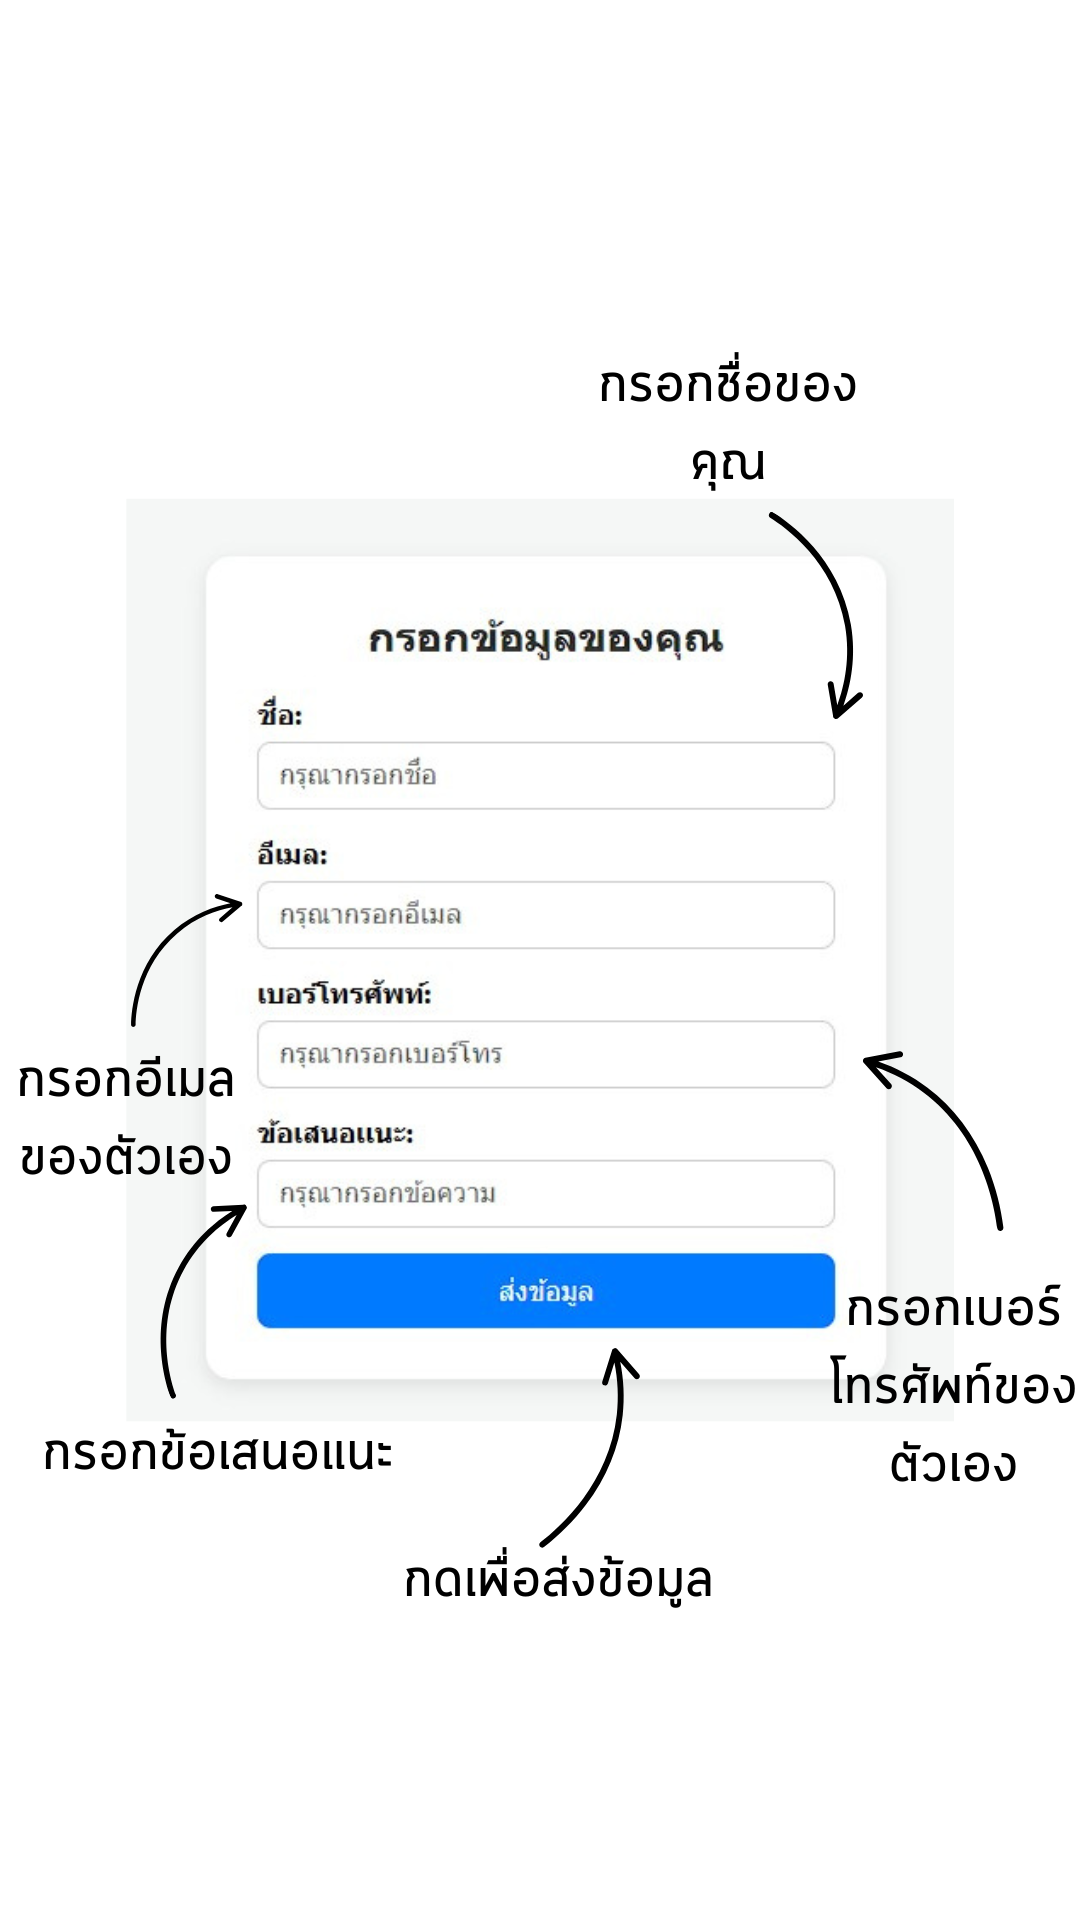 กรอกชื่อของ
คุณ
กรอกข้อมูลของคุณ
ชื่อ:
กรุณากรอกชื่อ
อีเมล:
กรุณากรอกอีเมล
เบอร์โทรศัพท์:
กรุณากรอกเบอร์โทร
กรอกอีเมล
ของตัวเอง
ข้อเสนอแนะ:
กรุณากรอกข้อความ
ส่งข้อมูล
กรอกเบอร์
โทรศัพท์ของ
ตัวเอง
กรอกข้อเสนอแนะ
กดเพื่อส่งข้อมูล